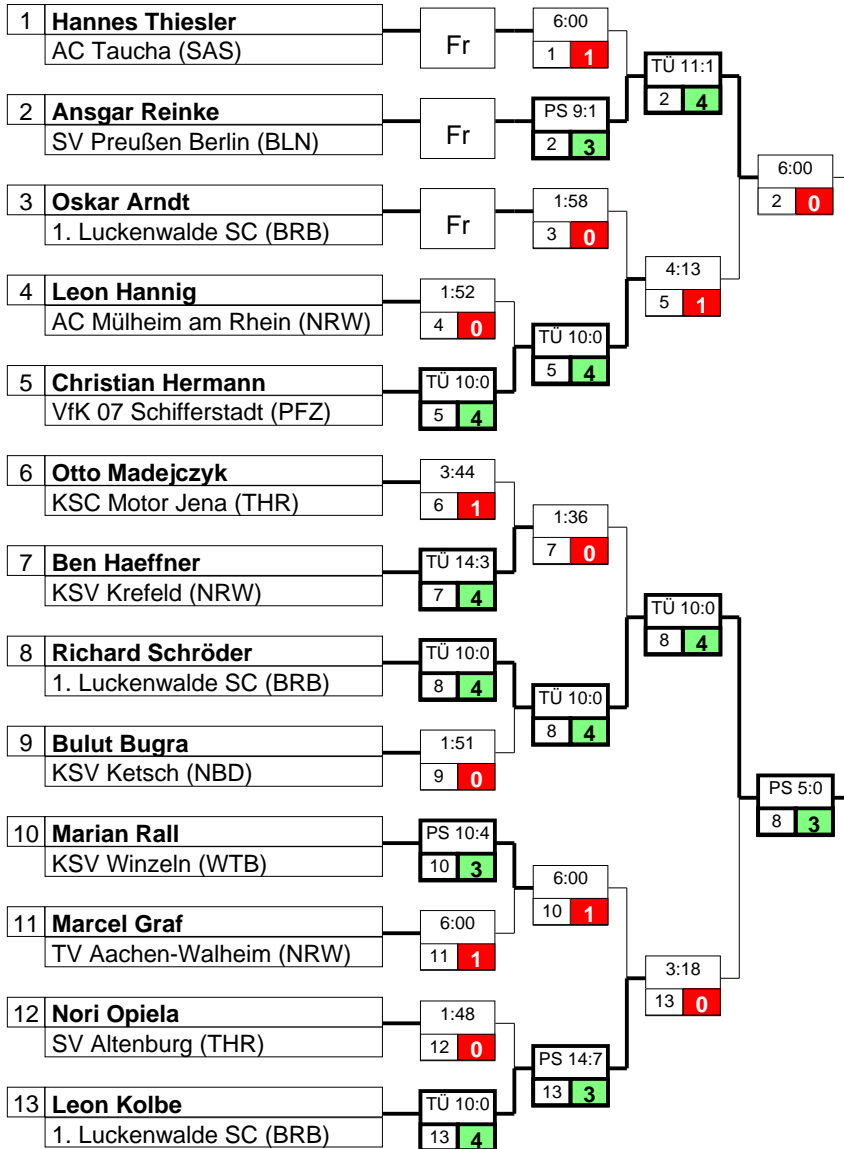 1 Hannes Thiesler
AC Taucha (SAS)
Fr
6:00
1 1
TÜ 11:1
2 4
2 Ansgar Reinke
SV Preußen Berlin (BLN)
Fr
PS 9:1
2 3
6:00
2 0
3 Oskar Arndt
1. Luckenwalde SC (BRB)
Fr
1:58
3 0
4:13
5 1
4 Leon Hannig
AC Mülheim am Rhein (NRW)
1:52
4 0
TÜ 10:0
5 4
5 Christian Hermann
VfK 07 Schifferstadt (PFZ)
TÜ 10:0
5 4
6 Otto Madejczyk
KSC Motor Jena (THR)
3:44
6 1
1:36
7 0
7 Ben Haeffner
KSV Krefeld (NRW)
TÜ 14:3
7 4
TÜ 10:0
8 4
8 Richard Schröder
1. Luckenwalde SC (BRB)
TÜ 10:0
8 4
TÜ 10:0
8 4
9 Bulut Bugra
KSV Ketsch (NBD)
1:51
9 0
PS 5:0
8 3
10 Marian Rall
KSV Winzeln (WTB)
PS 10:4
10 3
6:00
10 1
11 Marcel Graf
TV Aachen-Walheim (NRW)
6:00
11 1
3:18
13 0
12 Nori Opiela
SV Altenburg (THR)
1:48
12 0
PS 14:7
13 3
13 Leon Kolbe
1. Luckenwalde SC (BRB)
TÜ 10:0
13 4